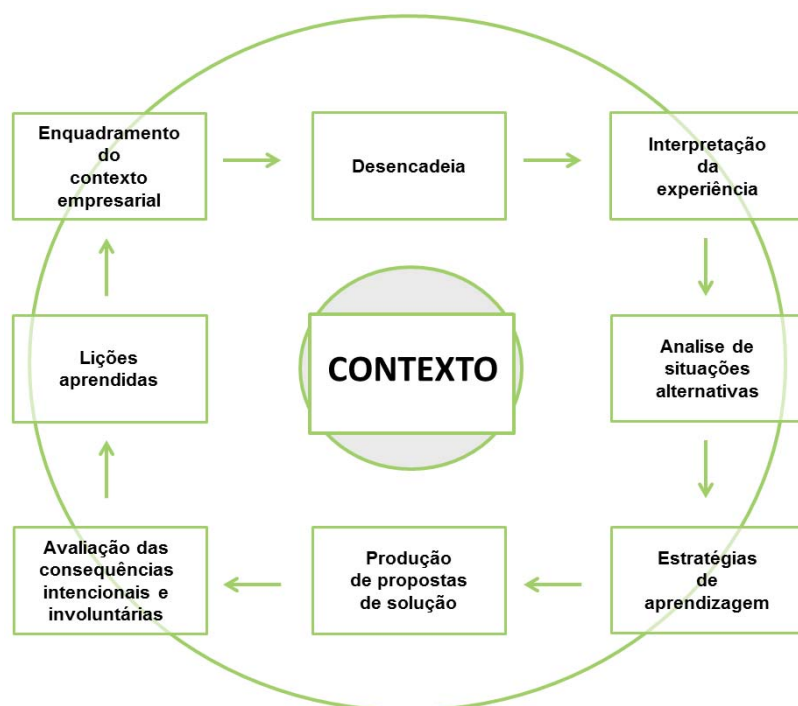 Enquadramento
do
contexto
empresarial
Desencadeia
Interpretação
da
experiência
Lições
aprendidas
CONTEXTO
Analise de
situações
alternativas
Avaliação das
consequências
intencionais e
involuntárias
Produção
de propostas
de solução
Estratégias
de
aprendizagem